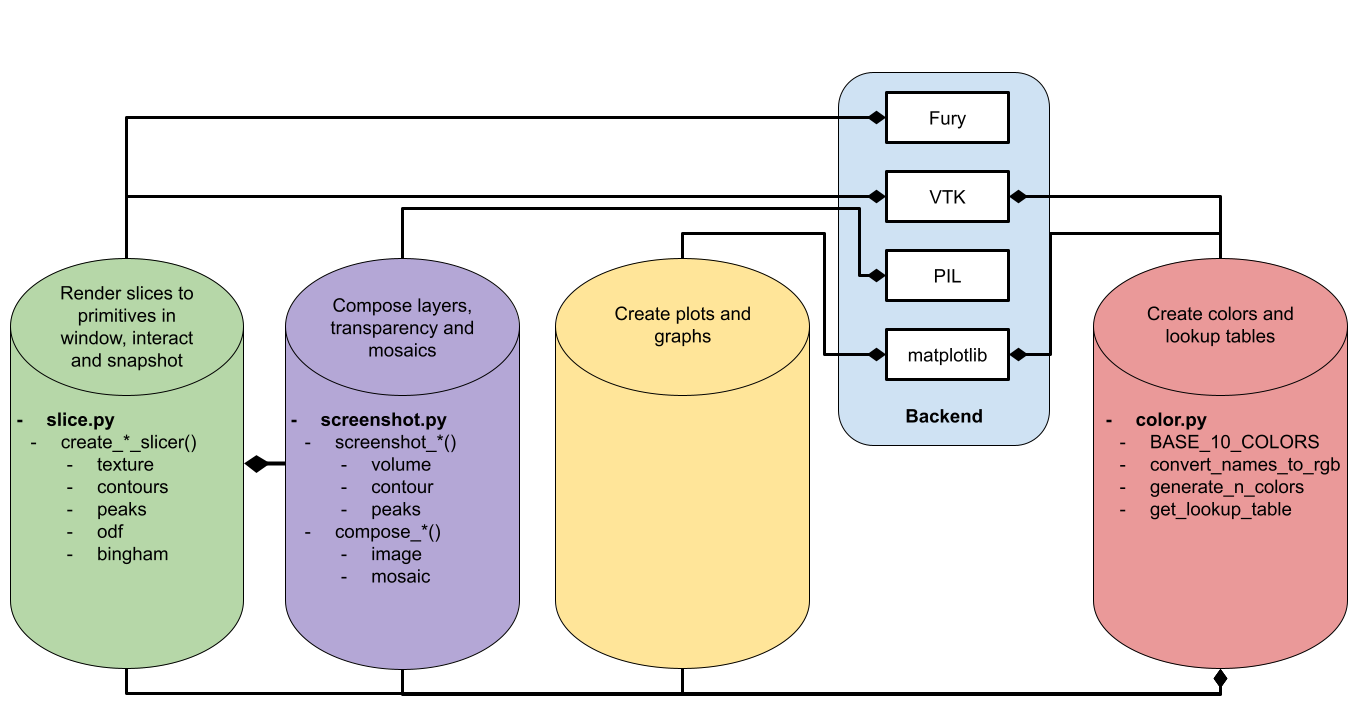 Fury
VTK
PIL
matplotlib
Backend
Render slices to
primitives in
window, interact
and snapshot
- slice.py
- create_*_slicer()
- texture
- contours
- peaks
- odf
- bingham
Compose layers,
transparency and
mosaics
- screenshot.py
- screenshot_*()
- volume
- contour
- peaks
- compose_*()
- image
- mosaic
Create plots and
graphs
Create colors and
lookup tables
- color.py
- BASE_10_COLORS
- convert_names_to_rgb
- generate_n_colors
- get_lookup_table